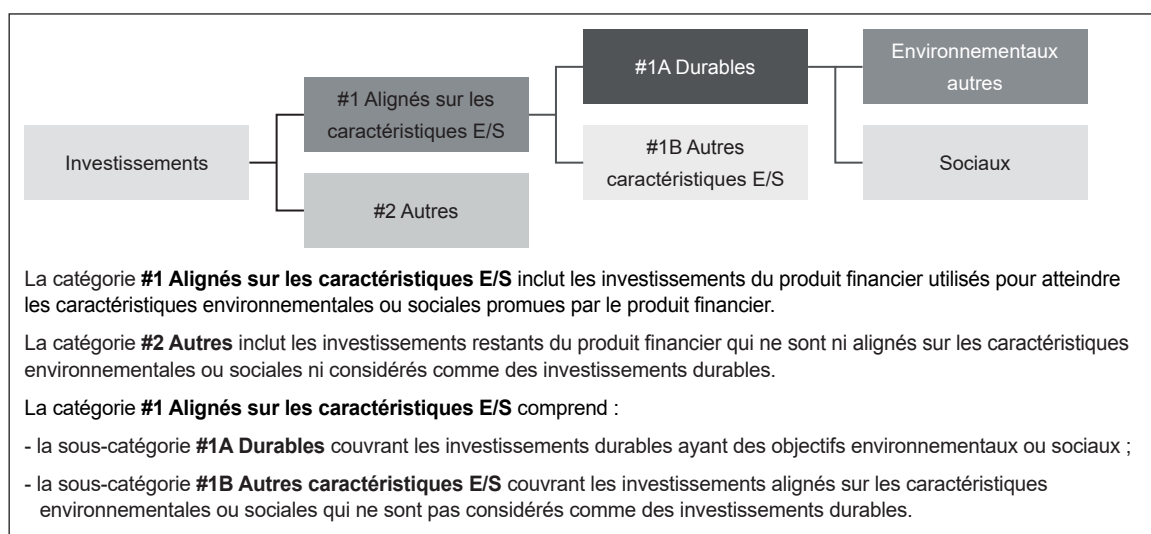 Investissements
#1 Alignés sur les
caractéristiques E/S
#2 Autres
#1A Durables
#1B Autres
caractéristiques E/S
Environnementaux
autres
Sociaux
La catégorie #1 Alignés sur les caractéristiques E/S inclut les investissements du produit financier utilisés pour atteindre
les caractéristiques environnementales ou sociales promues par le produit financier.
La catégorie #2 Autres inclut les investissements restants du produit financier qui ne sont ni alignés sur les caractéristiques
environnementales ou sociales ni considérés comme des investissements durables.
La catégorie #1 Alignés sur les caractéristiques E/S comprend :
- la sous-catégorie #1A Durables couvrant les investissements durables ayant des objectifs environnementaux ou sociaux ;
- la sous-catégorie #1B Autres caractéristiques E/S couvrant les investissements alignés sur les caractéristiques
environnementales ou sociales qui ne sont pas considérés comme des investissements durables.